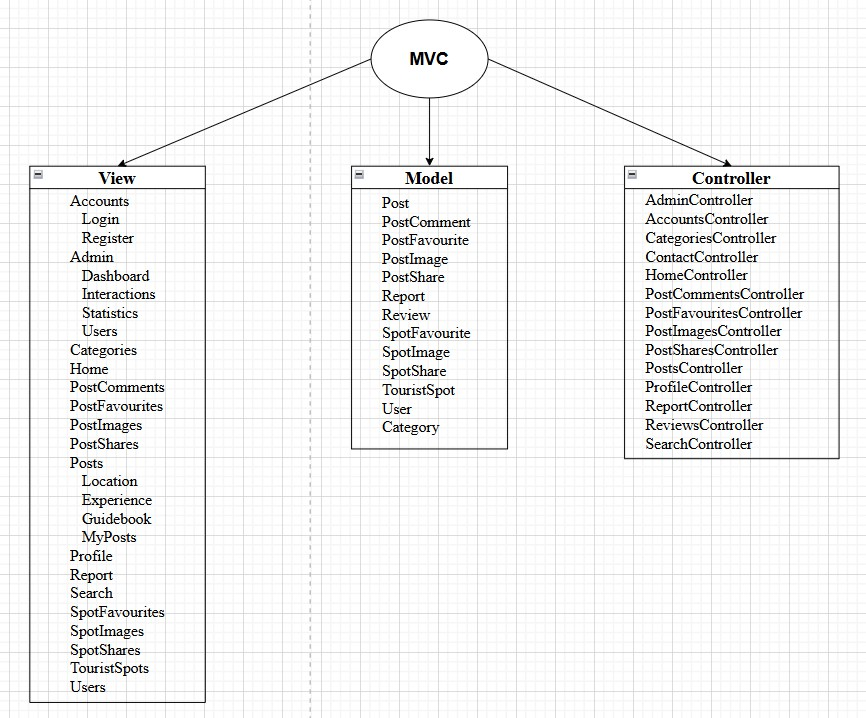 MVC
View
Accounts
Login
Register
Admin
Dashboard
Interactions
Statistics
Users
Categories
Home
PostComments
PostFavourites
PostImages
PostShares
Posts
Location
Experience
Guidebook
MyPosts
Profile
Report
Search
SpotFavourites
SpotImages
SpotShares
TouristSpots
Users
Model
Post
PostComment
PostFavourite
PostImage
PostShare
Report
Review
SpotFavourite
SpotImage
SpotShare
TouristSpot
User
Category
Controller
AdminController
AccountsController
CategoriesController
ContactController
HomeController
PostCommentsController
PostFavouritesController
PostImagesController
PostSharesController
PostsController
ProfileController
ReportController
ReviewsController
SearchController